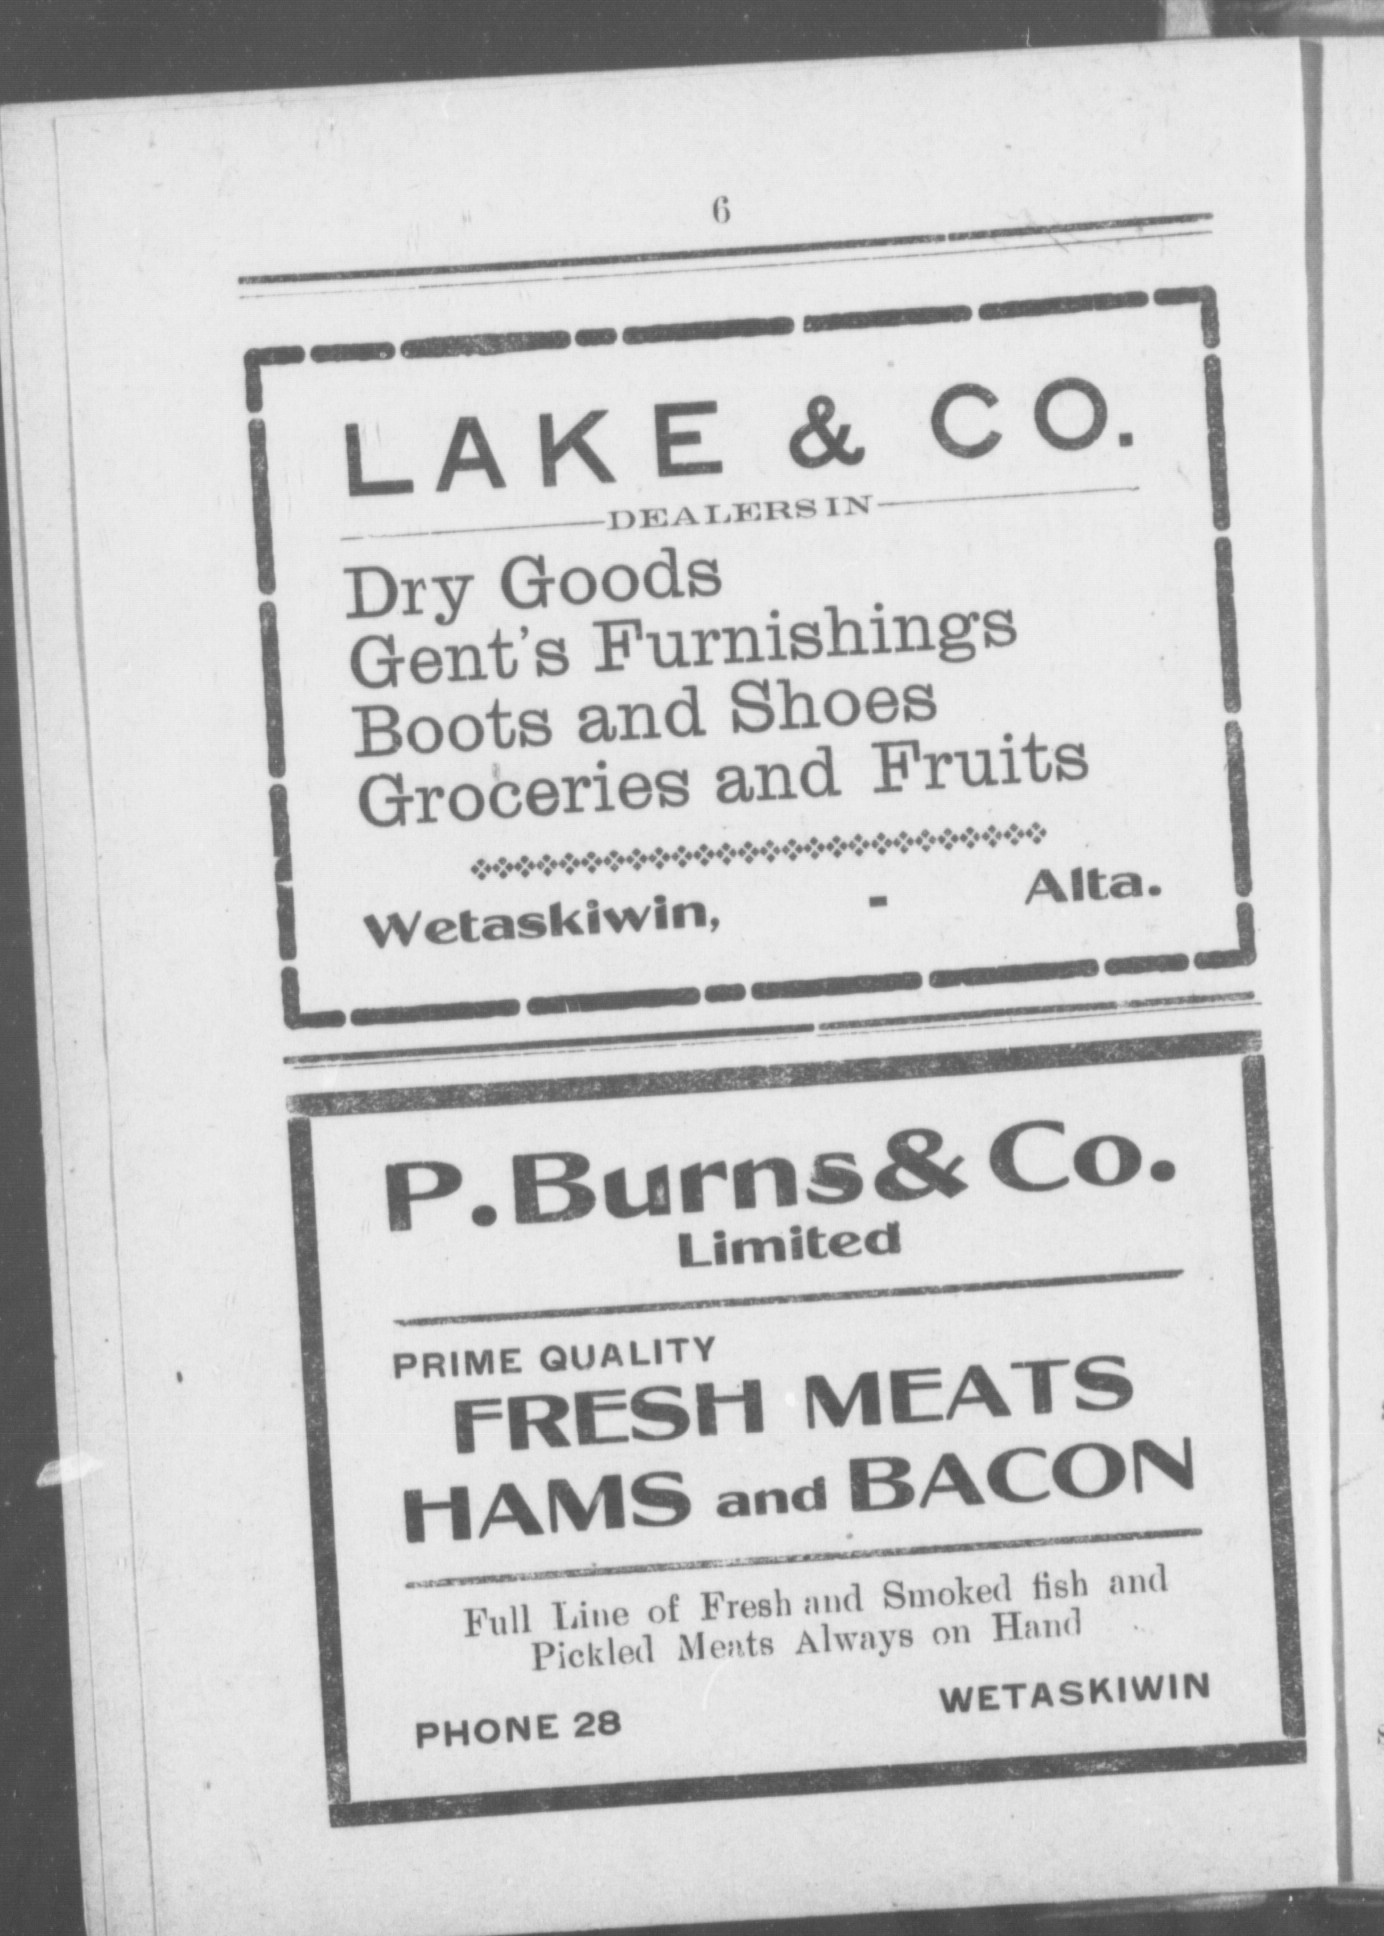 6
LAKE & CO.
DEALERS IN
Dry Goods
Gent's Furnishings
Boots and Shoes
Groceries and Fruits
Wetaskiwin, - Alta.
P. Burns & Co.
Limited
PRIME QUALITY
FRESH MEATS
HAMS and BACON
Full Line of Fresh and Smoked fish and
Pickled Meats Always on Hand
PHONE 28 WETASKIWIN